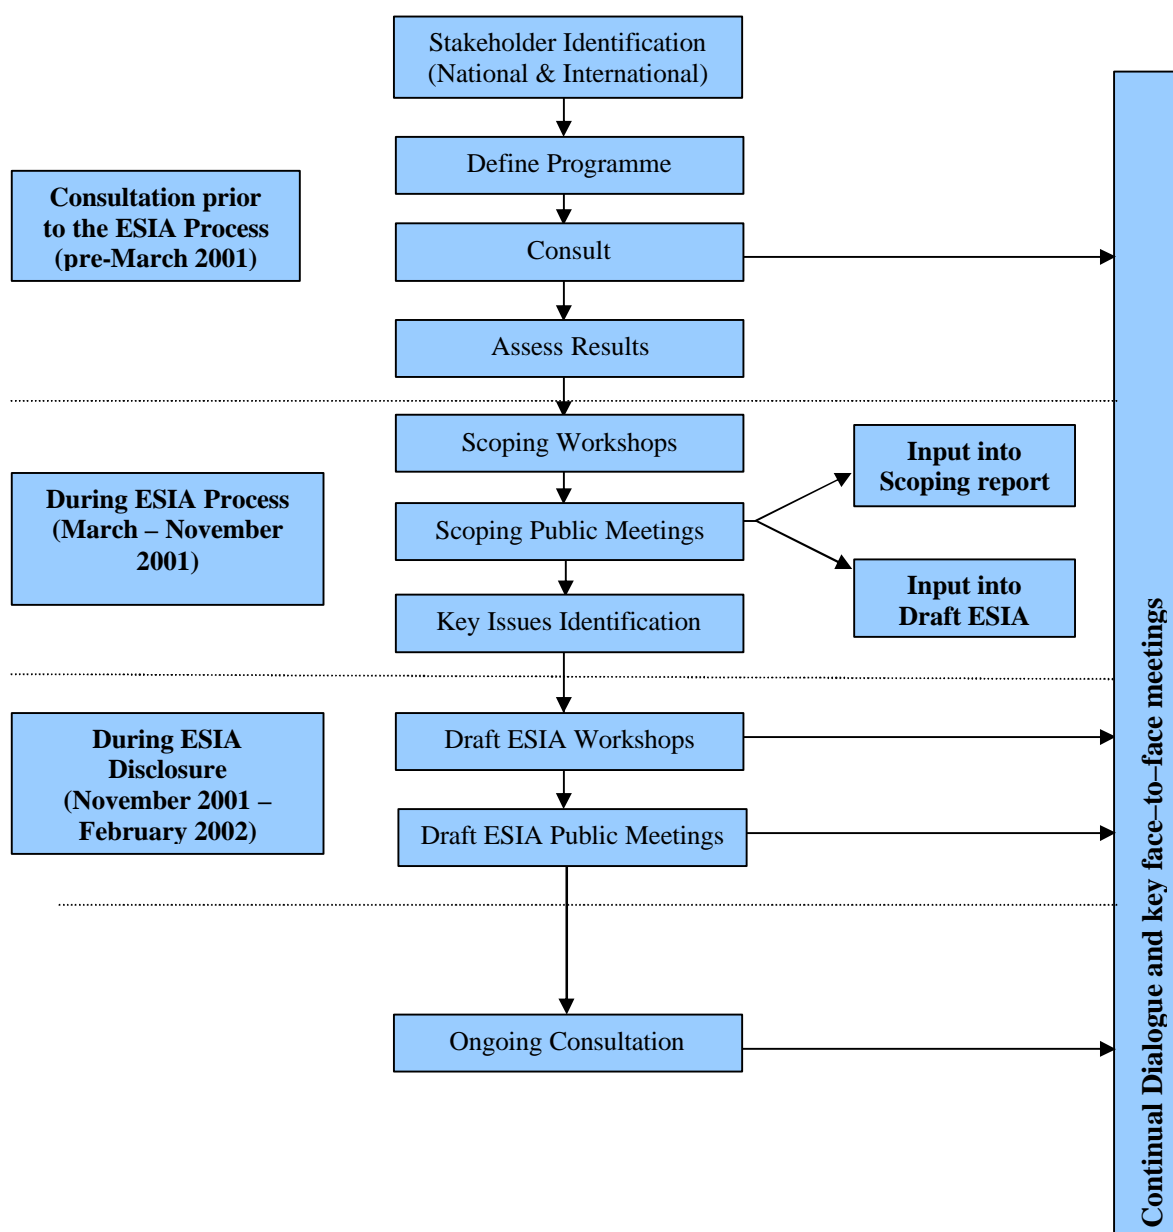 Stakeholder Identification
(National & International)
Define Programme
Consultation prior
to the ESIA Process
(pre-March 2001)
Consult
Assess Results
Scoping Workshops
Input into
Scoping report
During ESIA Process
(March – November
2001)
Scoping Public Meetings
Input into
Draft ESIA
Key Issues Identification
During ESIA
Disclosure
(November 2001 –
February 2002)
Draft ESIA Workshops
Draft ESIA Public Meetings
Ongoing Consultation
Continual Dialogue and key face–to–face meetings